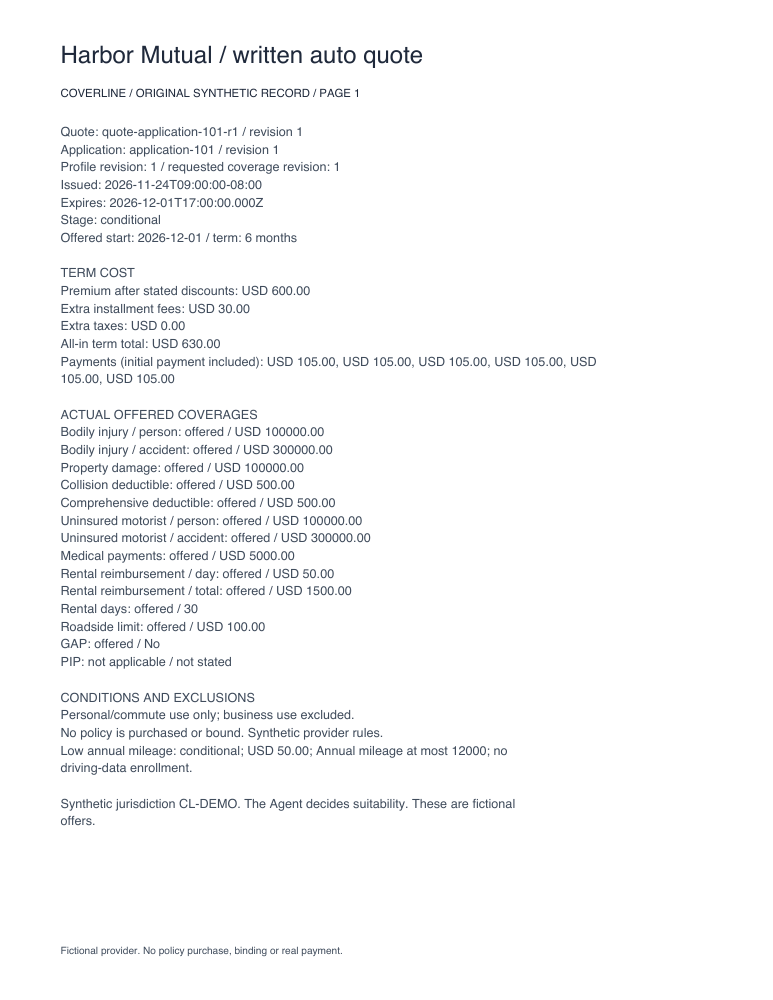 Harbor Mutual / written auto quote
COVERLINE / ORIGINAL SYNTHETIC RECORD / PAGE 1
Quote: quote-application-101-r1 / revision 1
Application: application-101 / revision 1
Profile revision: 1 / requested coverage revision: 1
Issued: 2026-11-24T09:00:00-08:00
Expires: 2026-12-01T17:00:00.000Z
Stage: conditional
Offered start: 2026-12-01 / term: 6 months
TERM COST
Premium after stated discounts: USD 600.00
Extra installment fees: USD 30.00
Extra taxes: USD 0.00
All-in term total: USD 630.00
Payments (initial payment included): USD 105.00, USD 105.00, USD 105.00, USD 105.00, USD
105.00, USD 105.00
ACTUAL OFFERED COVERAGES
Bodily injury / person: offered / USD 100000.00
Bodily injury / accident: offered / USD 300000.00
Property damage: offered / USD 100000.00
Collision deductible: offered / USD 500.00
Comprehensive deductible: offered / USD 500.00
Uninsured motorist / person: offered / USD 100000.00
Uninsured motorist / accident: offered / USD 300000.00
Medical payments: offered / USD 5000.00
Rental reimbursement / day: offered / USD 50.00
Rental reimbursement / total: offered / USD 1500.00
Rental days: offered / 30
Roadside limit: offered / USD 100.00
GAP: offered / No
PIP: not applicable / not stated
CONDITIONS AND EXCLUSIONS
Personal/commute use only; business use excluded.
No policy is purchased or bound. Synthetic provider rules.
Low annual mileage: conditional; USD 50.00; Annual mileage at most 12000; no
driving-data enrollment.
Synthetic jurisdiction CL-DEMO. The Agent decides suitability. These are fictional
offers.
Fictional provider. No policy purchase, binding or real payment.